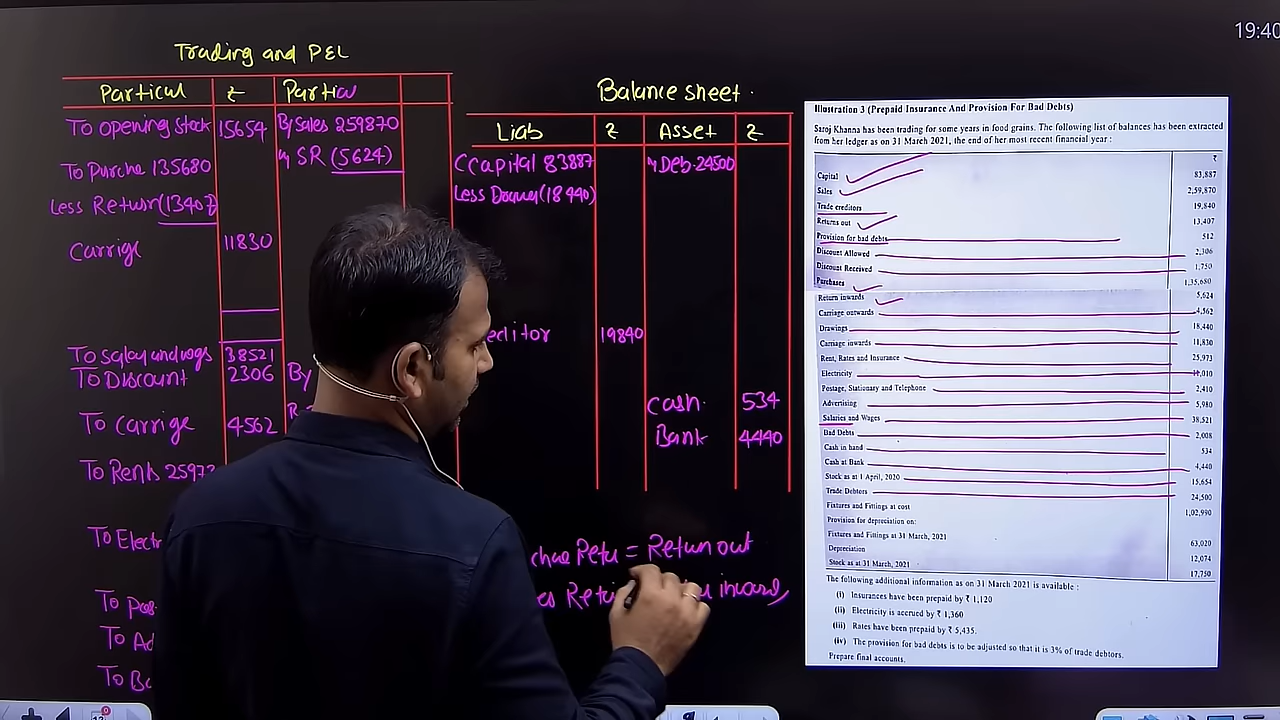 19:40
Trading and P&L
Particul ₹ Particu
To opening stock 15654 By Sales 259870
by SR (5624)
To Purche 135680
Less Return (13407
Carrige 11830
To Salay and wags 38521
To Discount 2306 By
To Carrige 4562
To Rent 25973
To Electr
To Pos
To Ad
To Ba
Balance sheet
Liab ₹ Asset ₹
Capital 83887 Deb-24500
Less Drawn (18440)
editor 19840
Cash 534
Bank 4440
chae Retu = Return out
es Retu inward
Illustration 3 (Prepaid Insurance And Provision For Bad Debts)
Saroj Khanna has been trading for some years in food grains. The following list of balances has been extracted
from her ledger as on 31 March 2021, the end of her most recent financial year :
₹
Capital 83,887
Sales 2,59,870
Trade creditors 19,840
Returns out 13,407
Provision for bad debts 512
Discount Allowed 2,306
Discount Received 1,750
Purchases 1,35,680
Return inwards 5,624
Carriage outwards 4,562
Drawings 18,440
Carriage inwards 11,830
Rent, Rates and Insurance 25,973
Electricity 11,010
Postage, Stationary and Telephone 2,410
Advertising 5,980
Salaries and Wages 38,521
Bad Debts 2,008
Cash in hand 534
Cash at Bank 4,440
Stock as at 1 April, 2020 15,654
Trade Debtors 24,500
Fixtures and Fittings at cost 1,02,990
Provision for depreciation on:
Fixtures and Fittings at 31 March, 2021 63,020
Depreciation 12,074
Stock as at 31 March, 2021 17,750
The following additional information as on 31 March 2021 is available :
(i) Insurances have been prepaid by ₹ 1,120
(ii) Electricity is accrued by ₹ 1,360
(iii) Rates have been prepaid by ₹ 5,435.
(iv) The provision for bad debts is to be adjusted so that it is 3% of trade debtors.
Prepare final accounts.